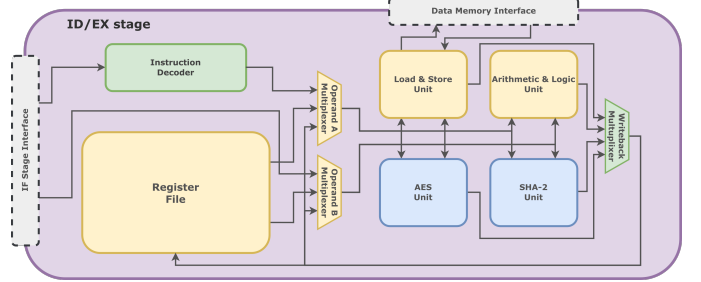 Data Memory Interface
ID/EX stage
Instruction
Decoder
IF Stage Interface
Operand A
Multiplexer
Load & Store
Unit
Arithmetic & Logic
Unit
Writeback
Multuplixer
Register
File
Operand B
Multiplexer
AES
Unit
SHA-2
Unit